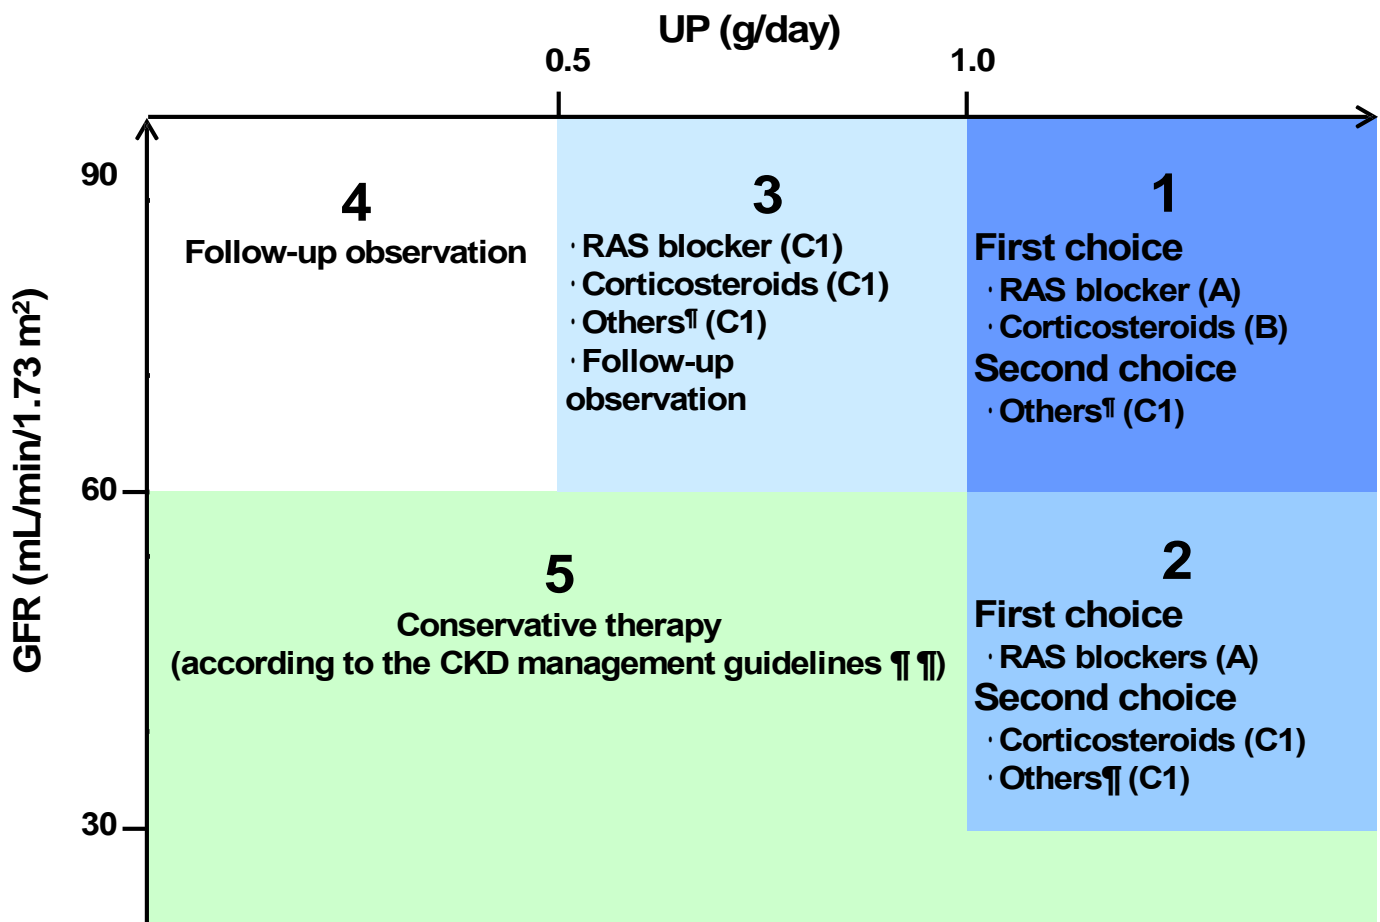 UP (g/day)
0.5
1.0
90
60
30
GFR (mL/min/1.73 m²)
4
Follow-up observation
3
·RAS blocker (C1)
·Corticosteroids (C1)
·Others¶ (C1)
·Follow-up
observation
1
First choice
·RAS blocker (A)
·Corticosteroids (B)
Second choice
·Others¶ (C1)
5
Conservative therapy
(according to the CKD management guidelines ¶ ¶)
2
First choice
·RAS blockers (A)
Second choice
·Corticosteroids (C1)
·Others¶ (C1)